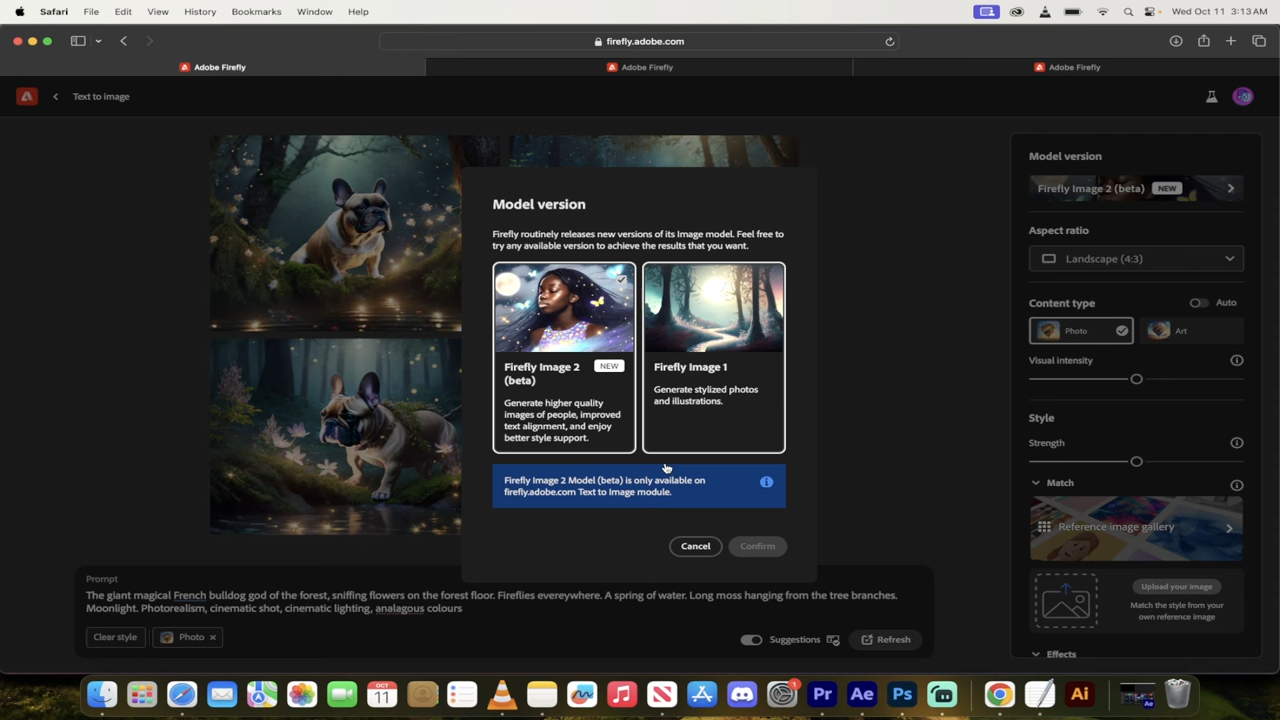 Safari File Edit View History Bookmarks Window Help
Wed Oct 11 3:13 AM
firefly.adobe.com
Adobe Firefly
Adobe Firefly
Adobe Firefly
Text to image
Model version
Firefly routinely releases new versions of its Image model. Feel free to
try any available version to achieve the results that you want.
Firefly Image 2
(beta)
NEW
Generate higher quality
images of people, improved
text alignment, and enjoy
better style support.
Firefly Image 1
Generate stylized photos
and illustrations.
Firefly Image 2 Model (beta) is only available on
firefly.adobe.com Text to Image module.
Cancel
Confirm
Model version
Firefly Image 2 (beta) NEW
Aspect ratio
Landscape (4:3)
Content type
Auto
Photo
Art
Visual intensity
Style
Strength
Match
Reference image gallery
Upload your image
Match the style from your
own reference image
Effects
Prompt
The giant magical French bulldog god of the forest, sniffing flowers on the forest floor. Fireflies evereywhere. A spring of water. Long moss hanging from the tree branches.
Moonlight. Photorealism, cinematic shot, cinematic lighting, analagous colours
Clear style
Photo
Suggestions
Refresh
OCT
11
1
Pr
Ae
Ps
Ai
Ae